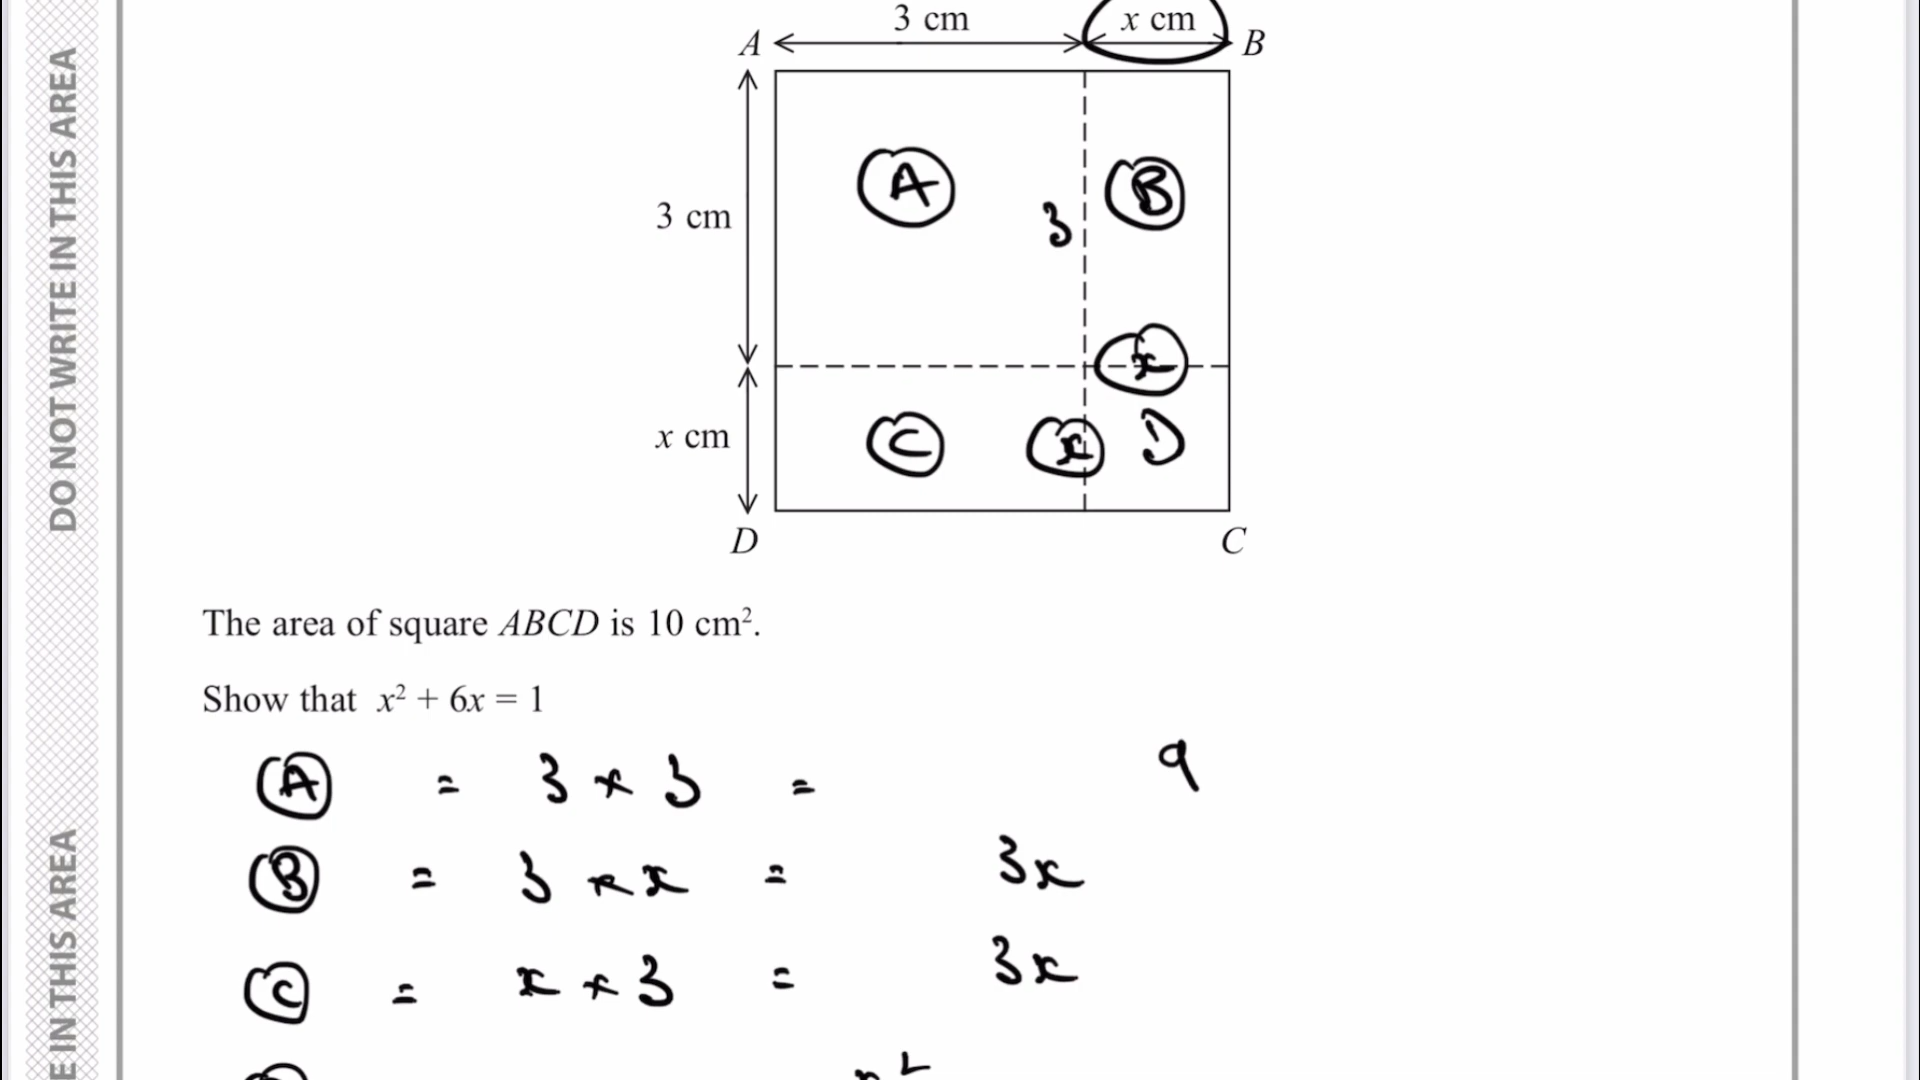 3 cm
x cm
A
B
DO NOT WRITE IN THIS AREA
A
B
3 cm
3
x
x cm
C
x
D
D
C
The area of square ABCD is 10 cm².
Show that x² + 6x = 1
A = 3 × 3 = 9
B = 3 × x = 3x
C = x × 3 = 3x
E IN THIS AREA
x²